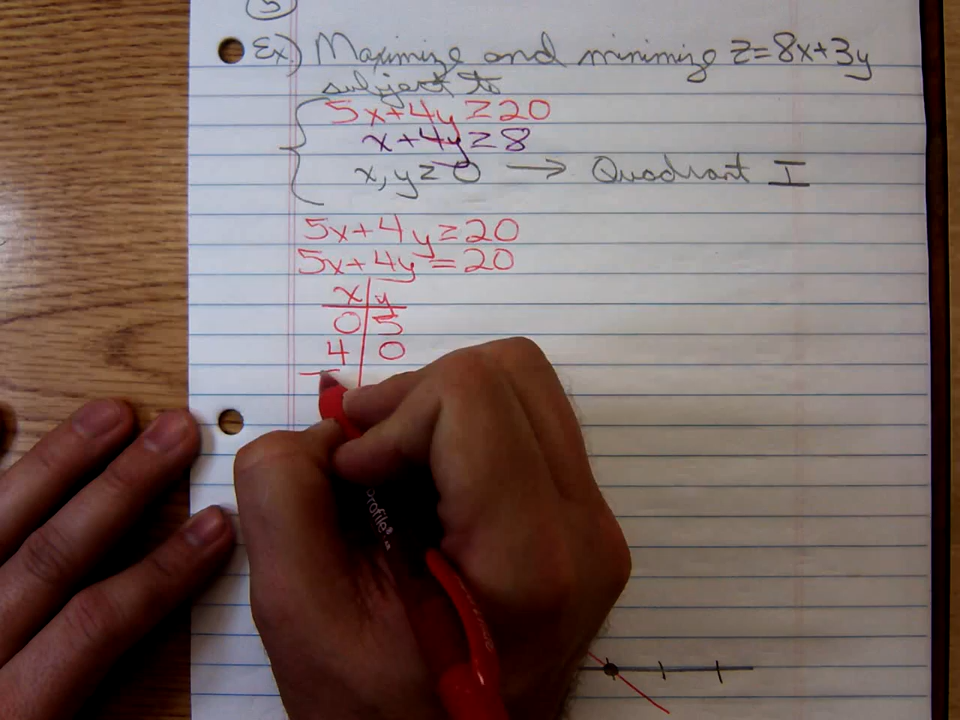 5
Ex) Maximize and minimize z=8x+3y
subject to
5x+4y≥20
x+4y≥8
x,y≥0 → Quadrant I
5x+4y≥20
5x+4y=20
x y
0 5
4 0
profile